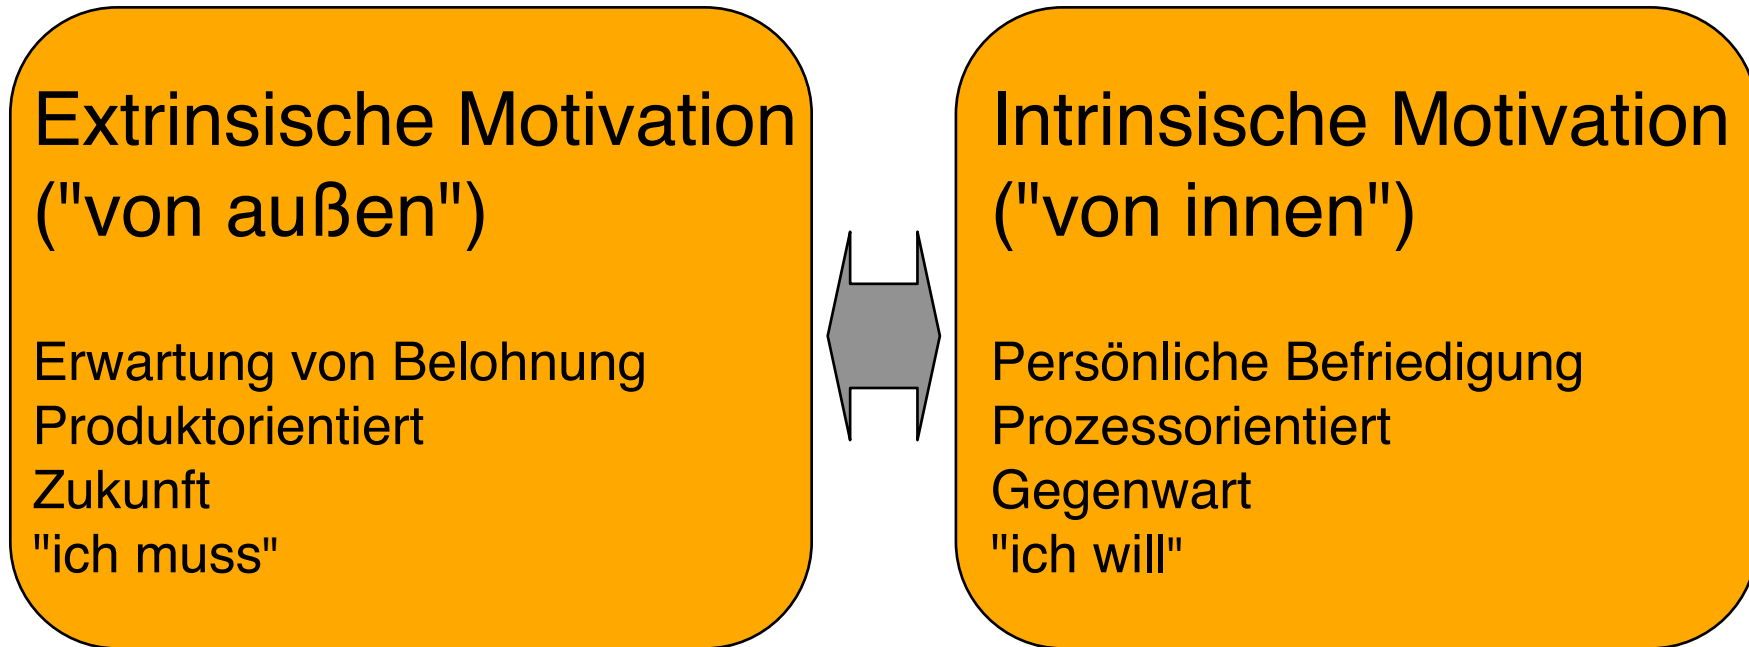 Extrinsische Motivation
("von außen")
Erwartung von Belohnung
Produktorientiert
Zukunft
"ich muss"
Intrinsische Motivation
("von innen")
Persönliche Befriedigung
Prozessorientiert
Gegenwart
"ich will"